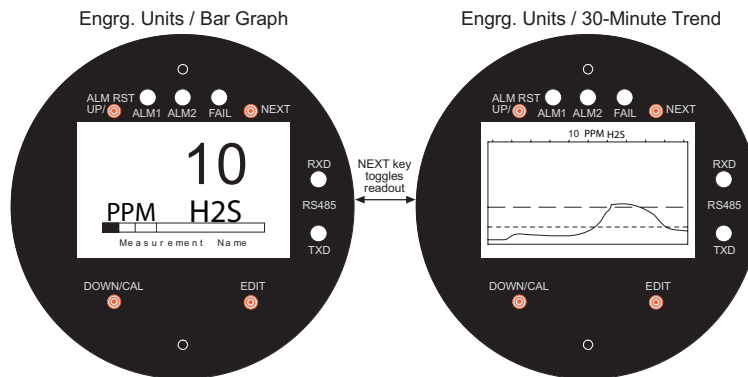 Engrg. Units / Bar Graph
ALM RST
UP/
ALM1 ALM2 FAIL
NEXT
10
PPM H2S
Measurement Name
RXD
RS485
TXD
DOWN/CAL
EDIT
NEXT key
toggles
readout
Engrg. Units / 30-Minute Trend
ALM RST
UP/
ALM1 ALM2 FAIL
NEXT
10 PPM H2S
RXD
RS485
TXD
DOWN/CAL
EDIT